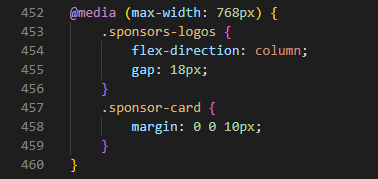 452 @media (max-width: 768px) {
453     .sponsors-logos {
454         flex-direction: column;
455         gap: 18px;
456     }
457     .sponsor-card {
458         margin: 0 0 10px;
459     }
460 }